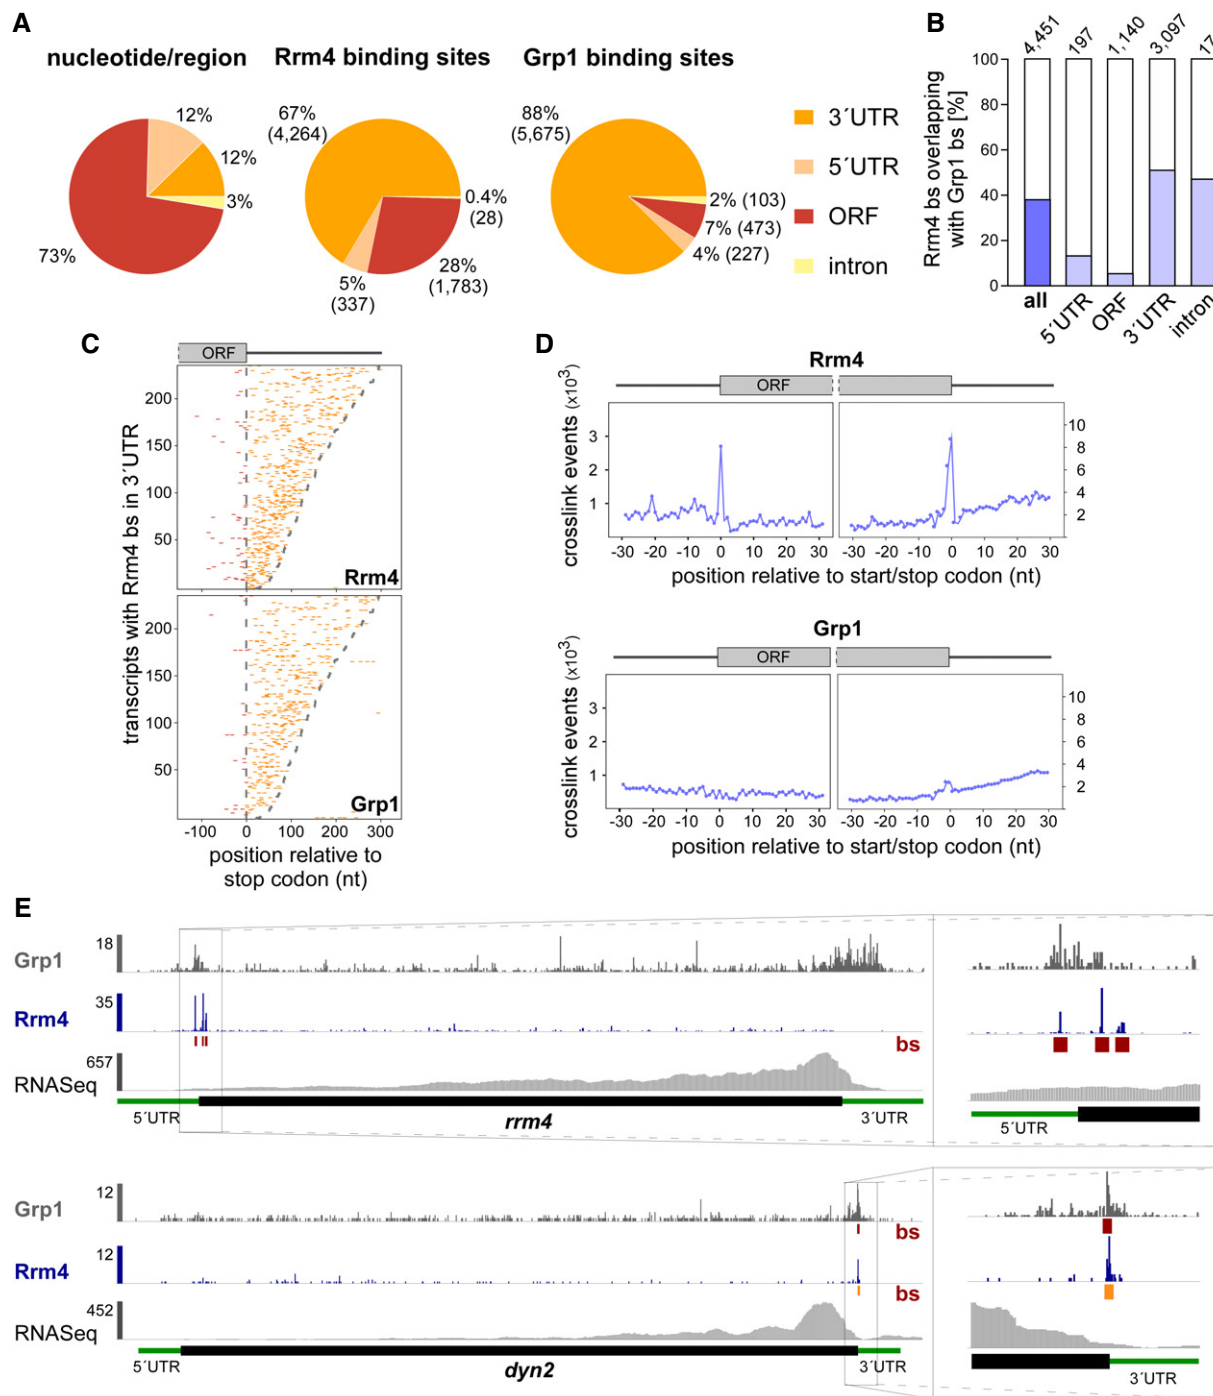 A
nucleotide/region
Rrm4 binding sites
Grp1 binding sites
12%
12%
3%
73%
67%
(4,264)
0.4%
(28)
28%
(1,783)
5%
(337)
88%
(5,675)
2% (103)
7% (473)
4% (227)
3´UTR
5´UTR
ORF
intron
B
4,451
197
1,140
3,097
17
Rrm4 bs overlapping
with Grp1 bs [%]
100
80
60
40
20
0
all
5´UTR
ORF
3´UTR
intron
C
ORF
transcripts with Rrm4 bs in 3´UTR
200
150
100
50
Rrm4
200
150
100
50
Grp1
-100 0 100 200 300
position relative to
stop codon (nt)
D
Rrm4
ORF
crosslink events (×10³)
3
2
1
10
8
6
4
2
-30 -20 -10 0 10 20 30
-30 -20 -10 0 10 20 30
position relative to start/stop codon (nt)
Grp1
ORF
crosslink events (×10³)
3
2
1
10
8
6
4
2
-30 -20 -10 0 10 20 30
-30 -20 -10 0 10 20 30
position relative to start/stop codon (nt)
E
Grp1
18
Rrm4
35
bs
RNASeq
657
5´UTR
rrm4
3´UTR
5´UTR
Grp1
12
bs
Rrm4
12
bs
RNASeq
452
5´UTR
dyn2
3´UTR
3´UTR